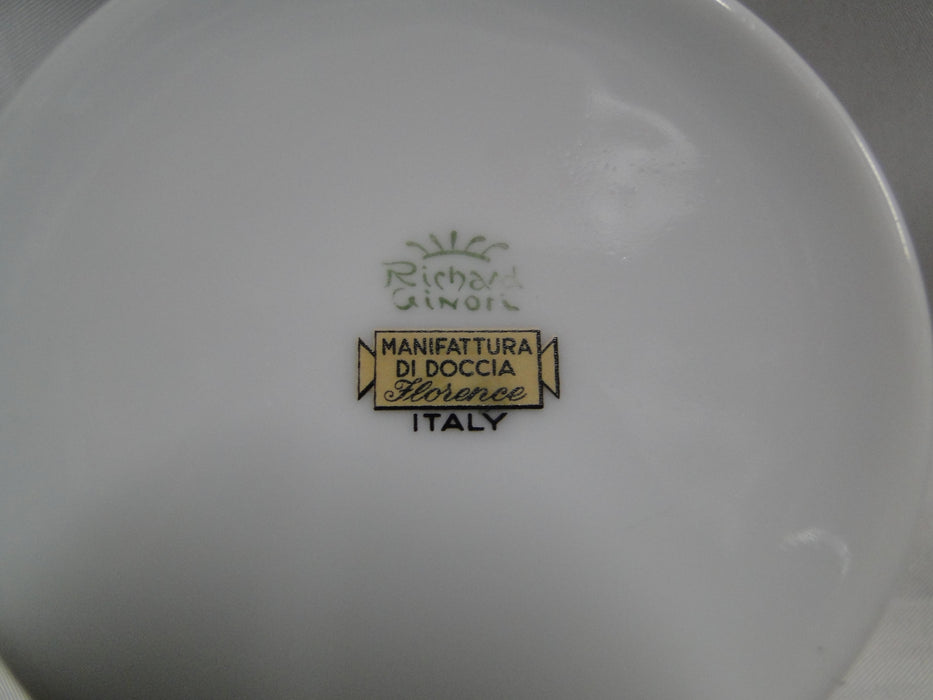 Richard
GINORI
MANIFATTURA
DI DOCCIA
Florence
ITALY